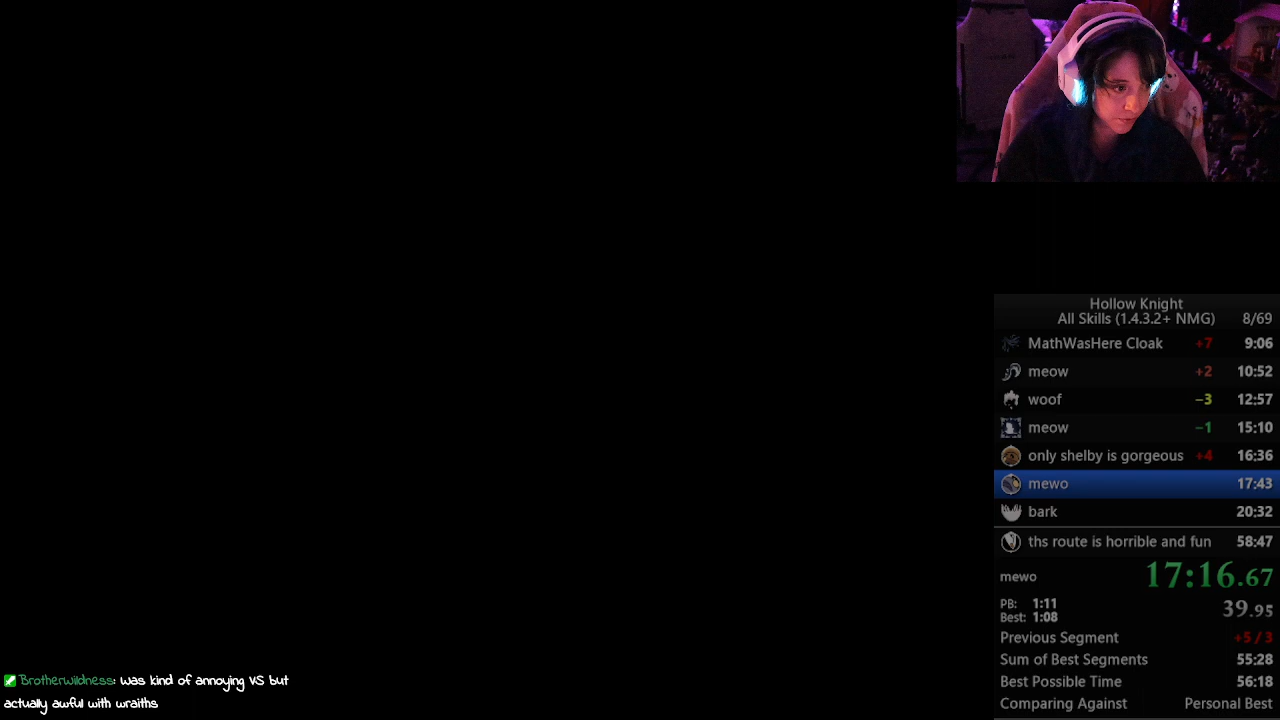 Hollow Knight
All Skills (1.4.3.2+ NMG) 8/69
MathWasHere Cloak +7 9:06
meow +2 10:52
woof −3 12:57
meow −1 15:10
only shelby is gorgeous +4 16:36
mewo 17:43
bark 20:32
ths route is horrible and fun 58:47
mewo 17:16.67
PB: 1:11 39.95
Best: 1:08
Previous Segment +5 / 3
Sum of Best Segments 55:28
Best Possible Time 56:18
Comparing Against Personal Best
Brotherwildness: was kind of annoying VS but
actually awful with wraiths